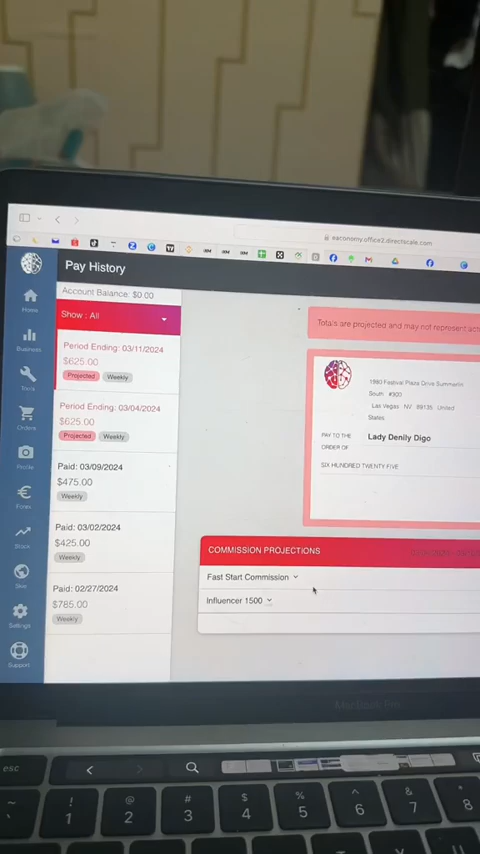 eaconomy.office2.directscale.com
Pay History
Account Balance: $0.00
Show : All
Period Ending: 03/11/2024
$625.00
Projected Weekly
Period Ending: 03/04/2024
$625.00
Projected Weekly
Paid: 03/09/2024
$475.00
Weekly
Paid: 03/02/2024
$425.00
Weekly
Paid: 02/27/2024
$785.00
Weekly
Home
Business
Tools
Orders
Profile
Stack
Settings
Support
Totals are projected and may not represent
1980 Festival Plaza Drive Summerlin
South #300
Las Vegas NV 89135 United
States
PAY TO THE
ORDER OF
Lady Denily Digo
SIX HUNDRED TWENTY FIVE
COMMISSION PROJECTIONS
Fast Start Commission
Influencer 1500
MacBook Pro
esc
~ ! @ # $ % ^ & *
1 2 3 4 5 6 7 8